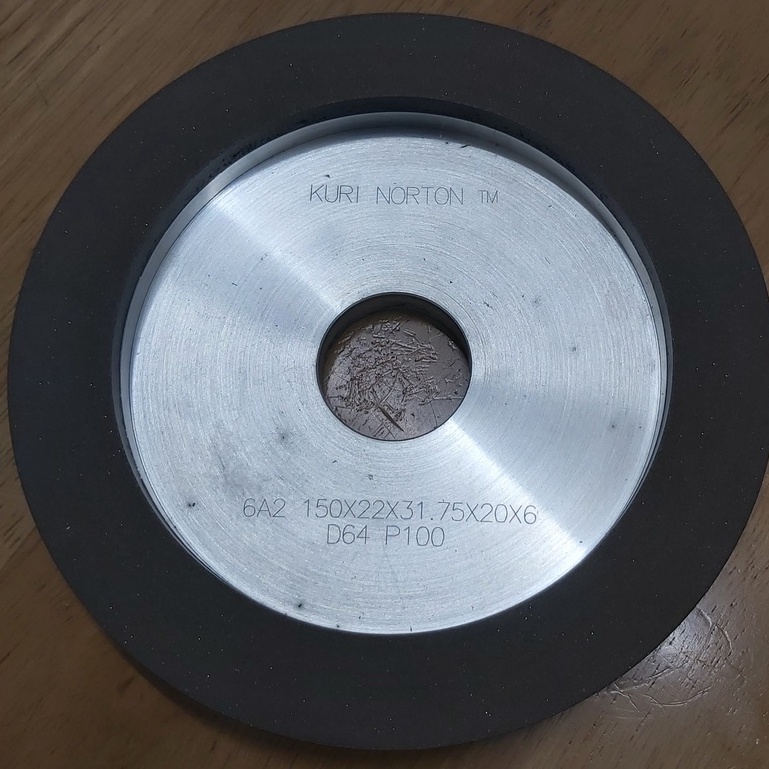 KURI NORTON ™
6A2 150X22X31.75X20X6
D64 P100